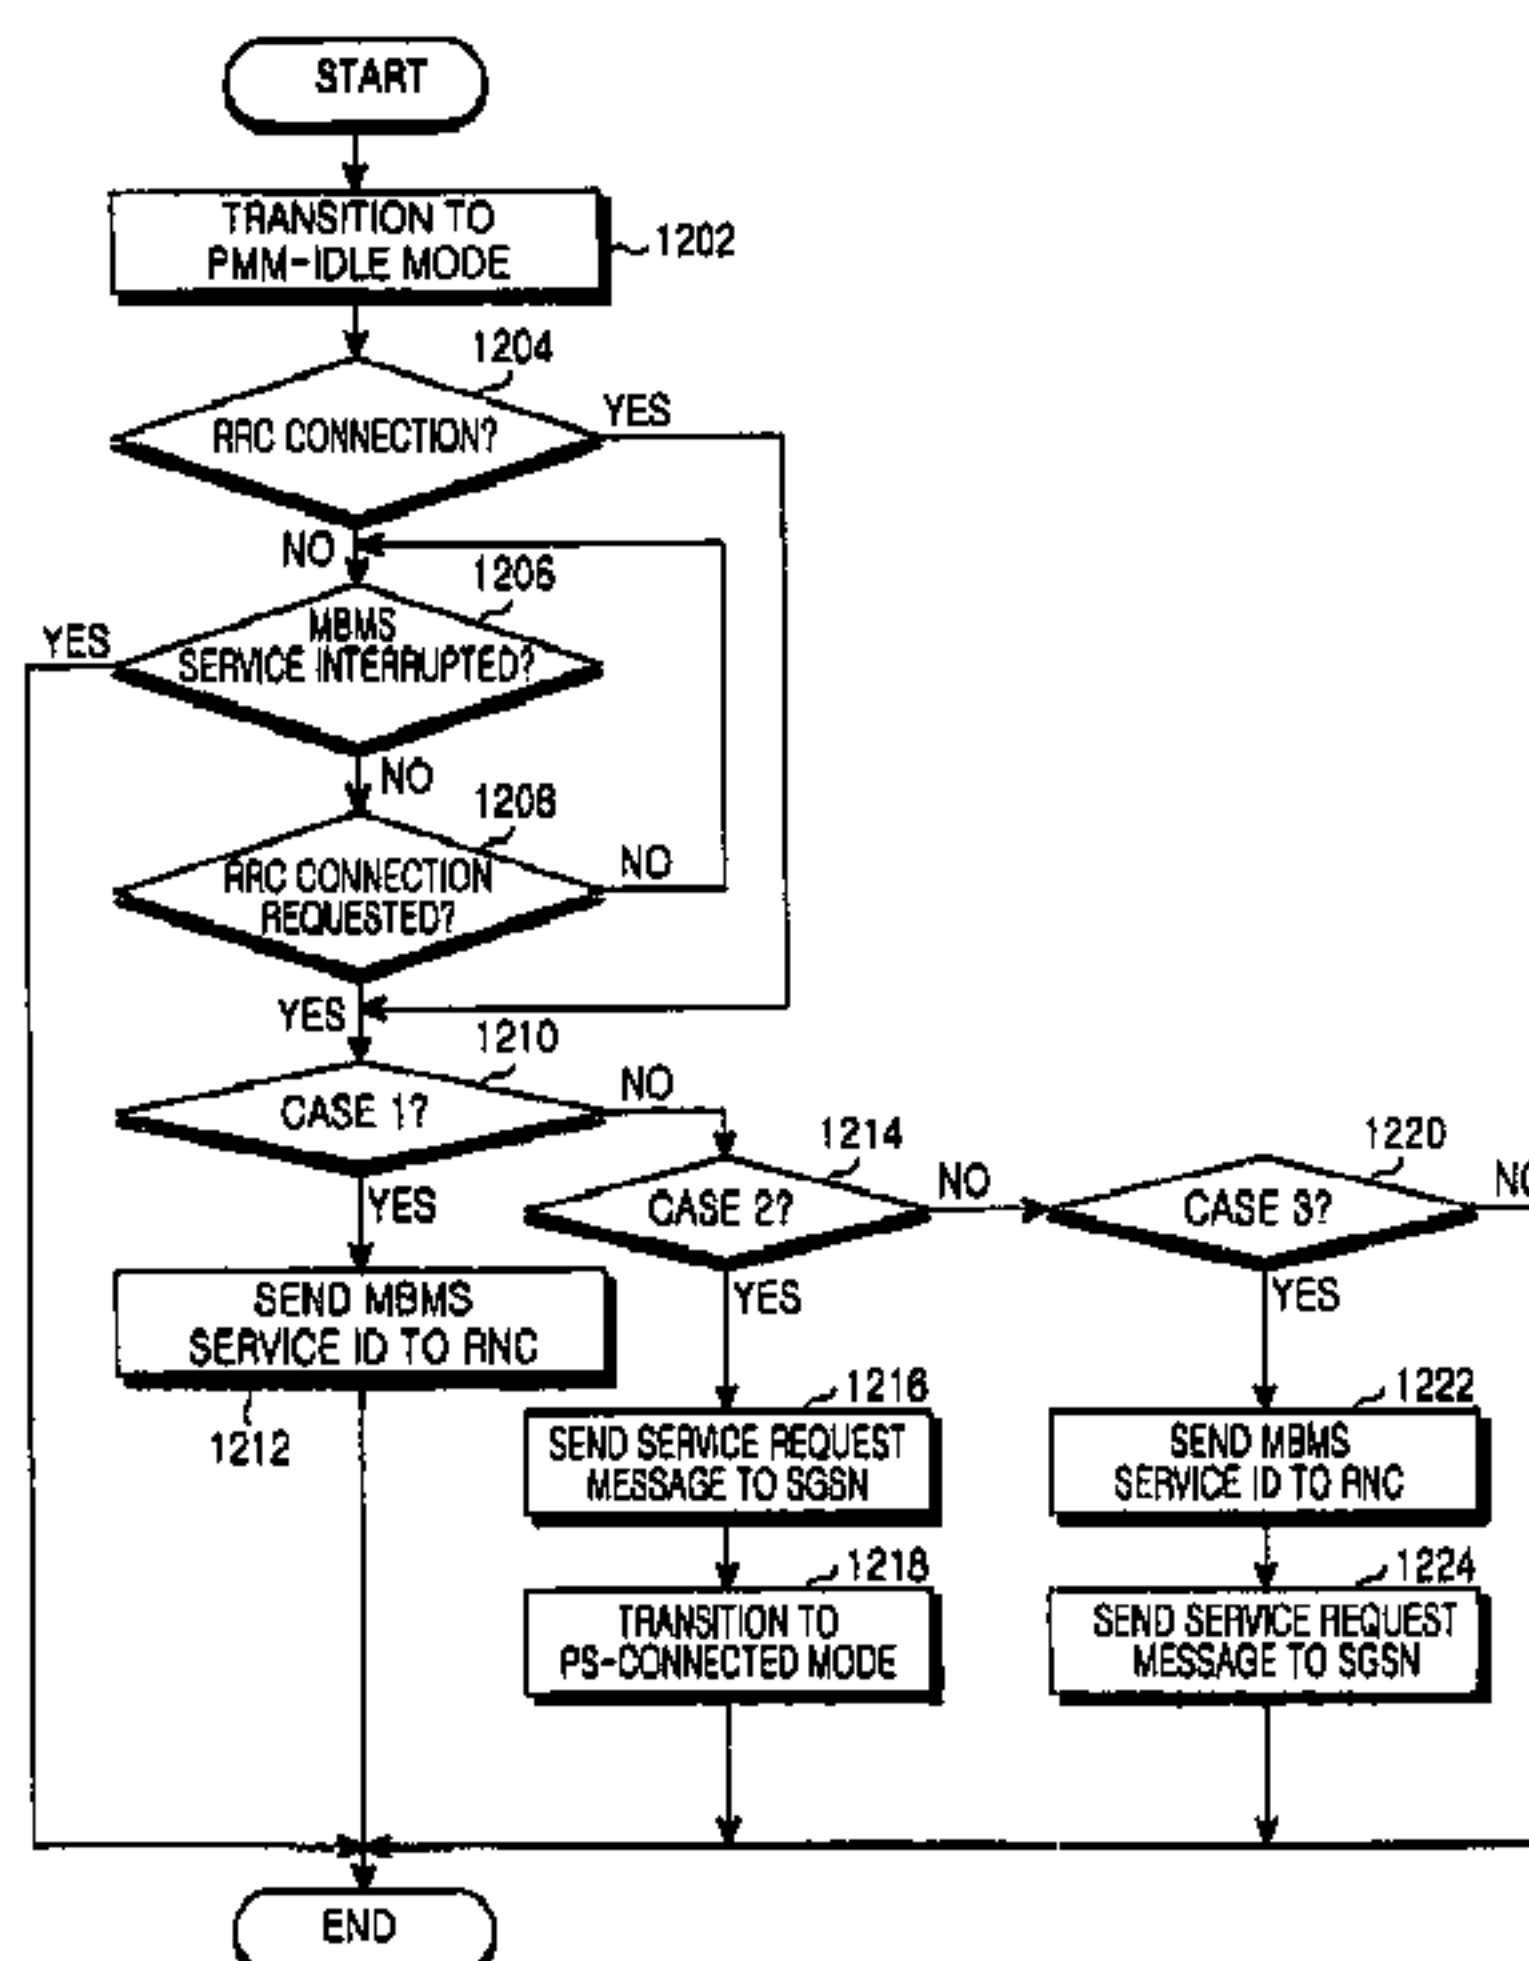 START
TRANSITION TO
PMM-IDLE MODE
1202
1204
RRC CONNECTION?
YES
NO
1206
MBMS
SERVICE INTERRUPTED?
YES
NO
1208
RRC CONNECTION
REQUESTED?
NO
YES
1210
CASE 1?
NO
YES
1214
CASE 2?
NO
YES
1220
CASE 3?
NO
YES
SEND MBMS
SERVICE ID TO RNC
1212
1216
SEND SERVICE REQUEST
MESSAGE TO SGSN
1222
SEND MBMS
SERVICE ID TO RNC
1218
TRANSITION TO
PS-CONNECTED MODE
1224
SEND SERVICE REQUEST
MESSAGE TO SGSN
END